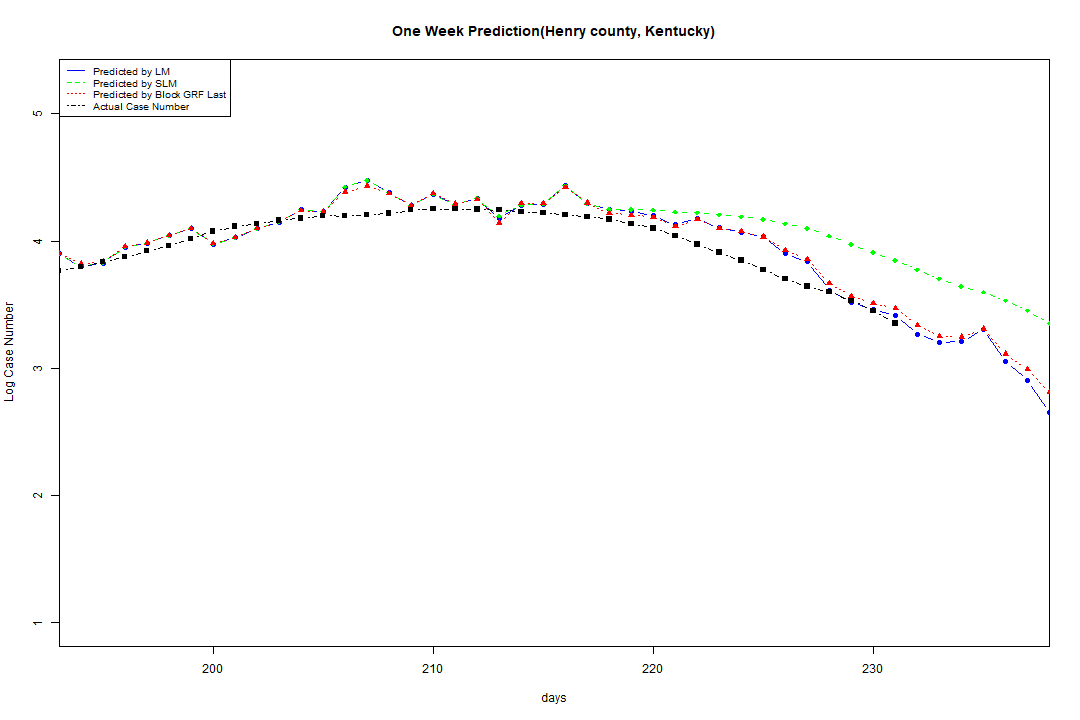 One Week Prediction(Henry county, Kentucky)
Predicted by LM
Predicted by SLM
Predicted by Block GRF Last
Actual Case Number
5
4
3
2
1
Log Case Number
200 210 220 230
days